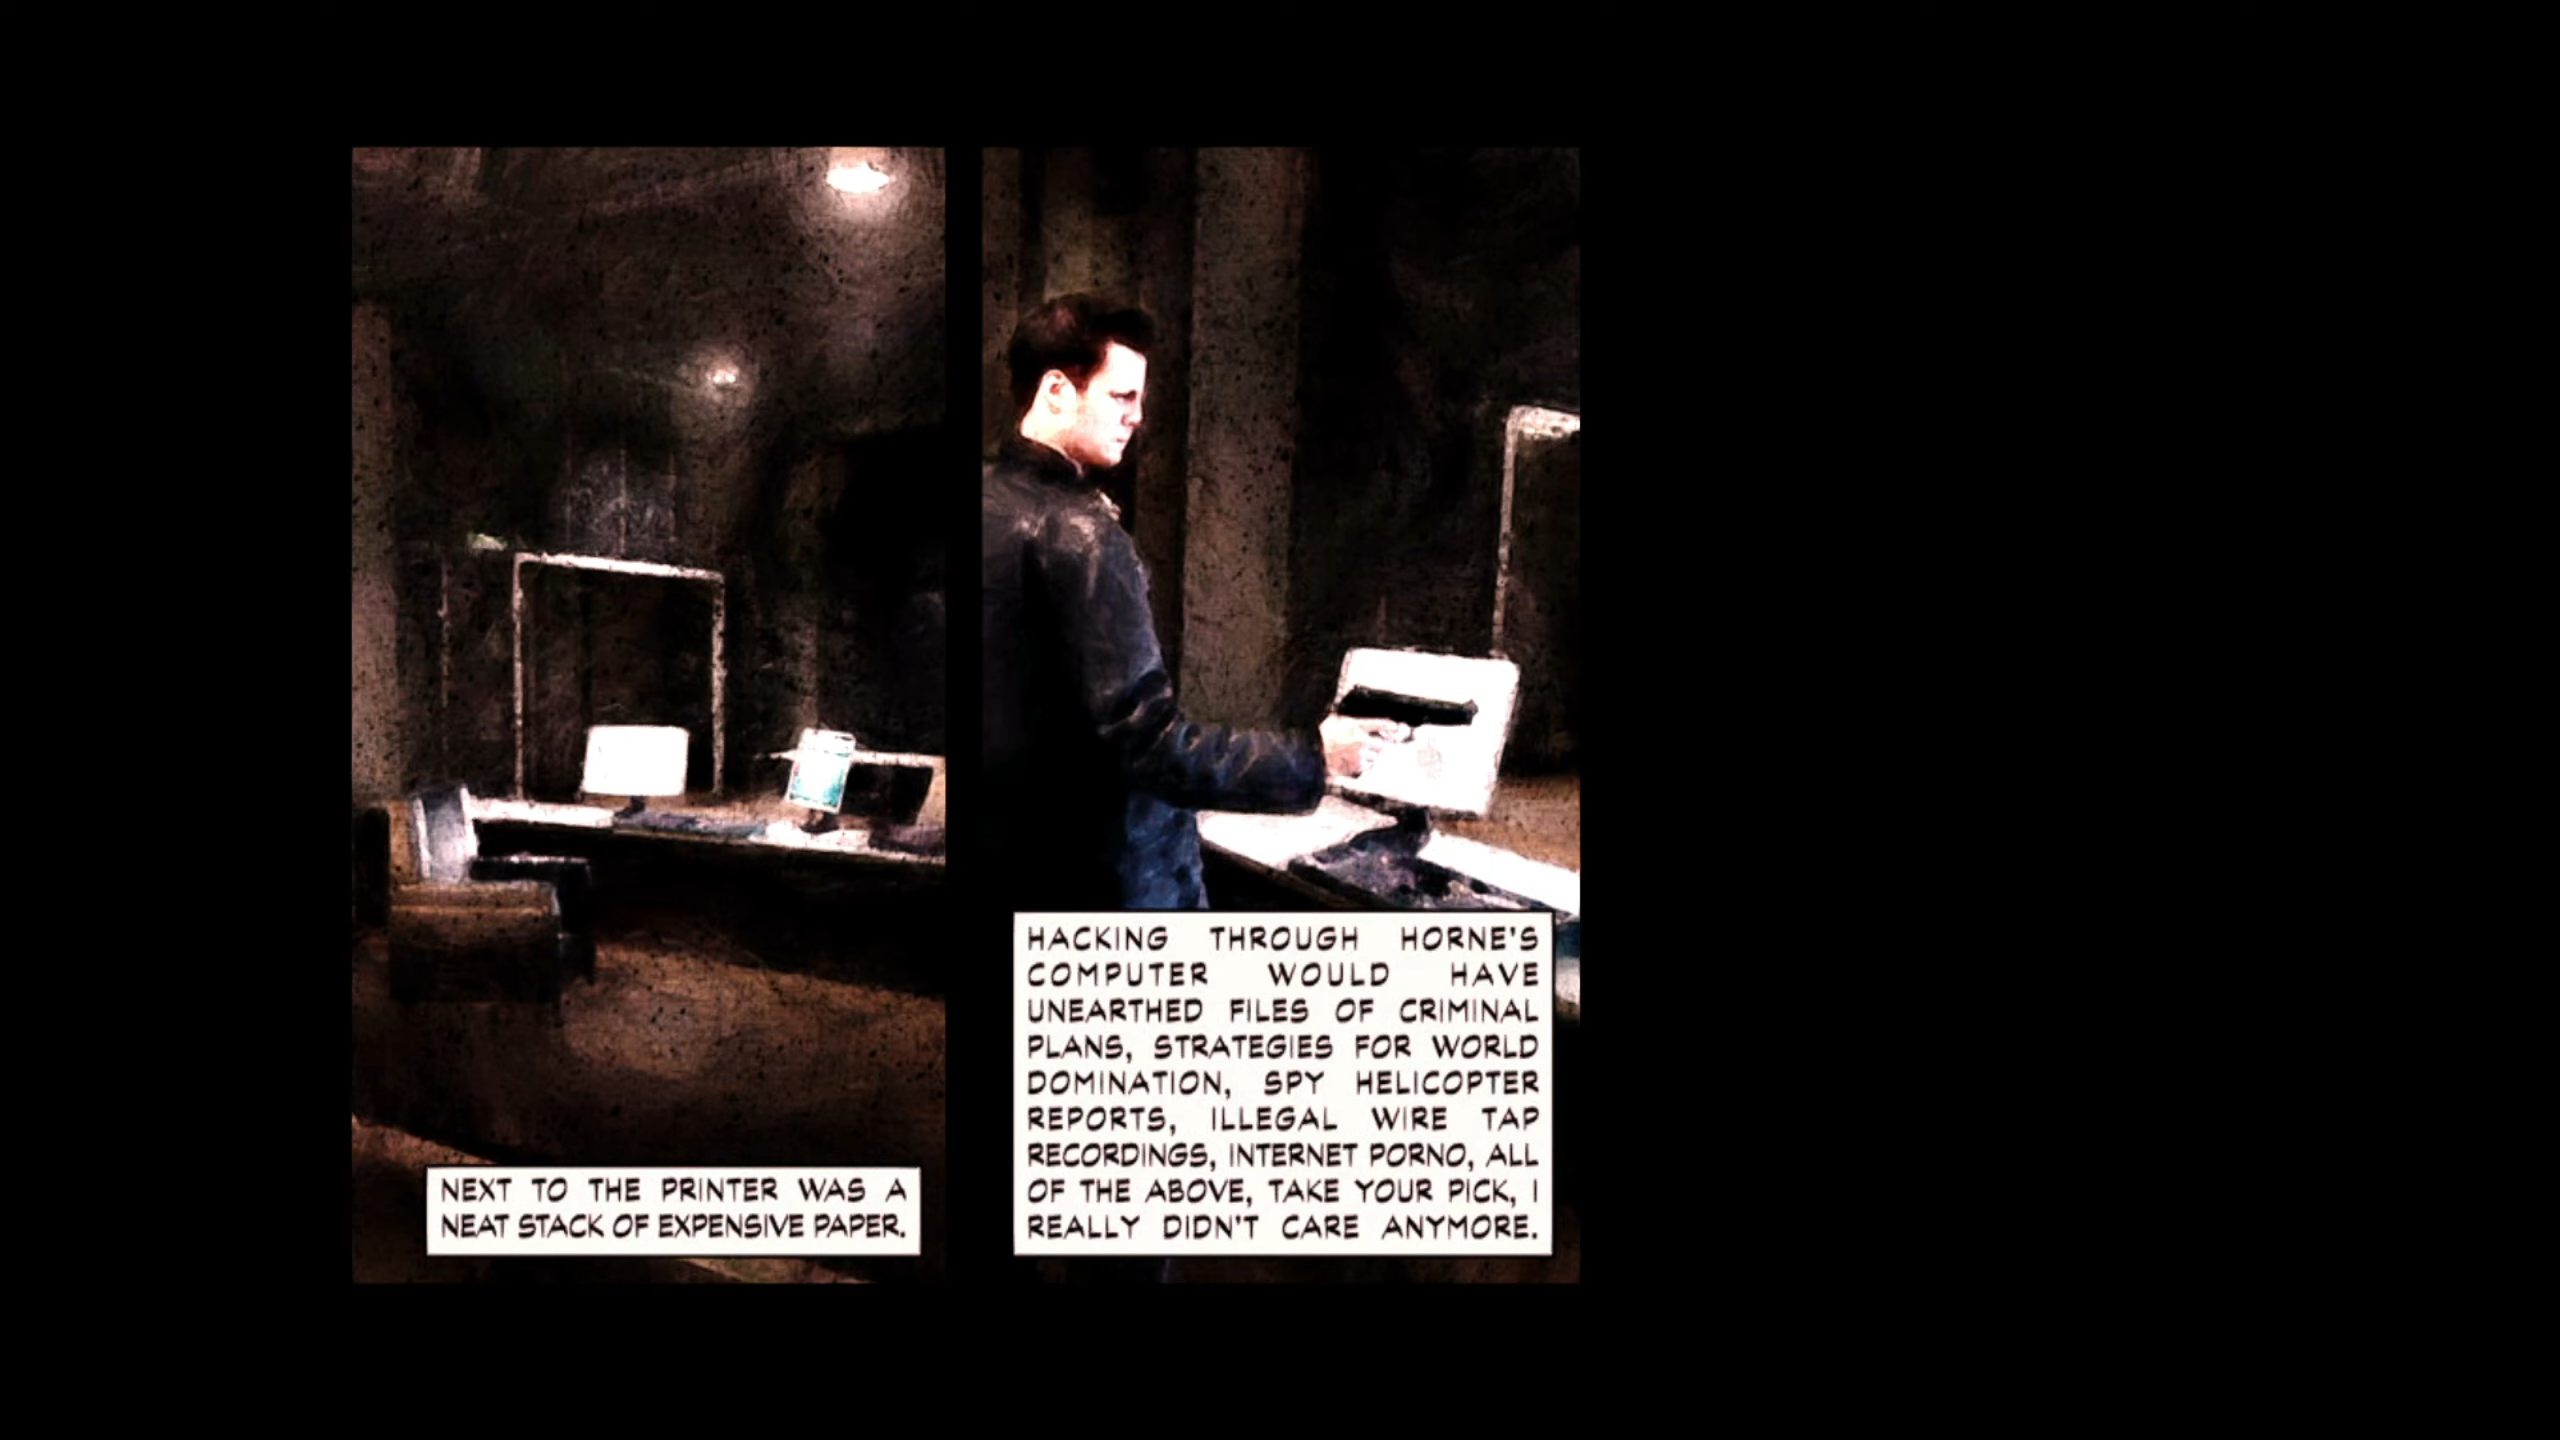 NEXT TO THE PRINTER WAS A
NEAT STACK OF EXPENSIVE PAPER.
HACKING THROUGH HORNE'S
COMPUTER WOULD HAVE
UNEARTHED FILES OF CRIMINAL
PLANS, STRATEGIES FOR WORLD
DOMINATION, SPY HELICOPTER
REPORTS, ILLEGAL WIRE TAP
RECORDINGS, INTERNET PORNO, ALL
OF THE ABOVE, TAKE YOUR PICK, I
REALLY DIDN'T CARE ANYMORE.